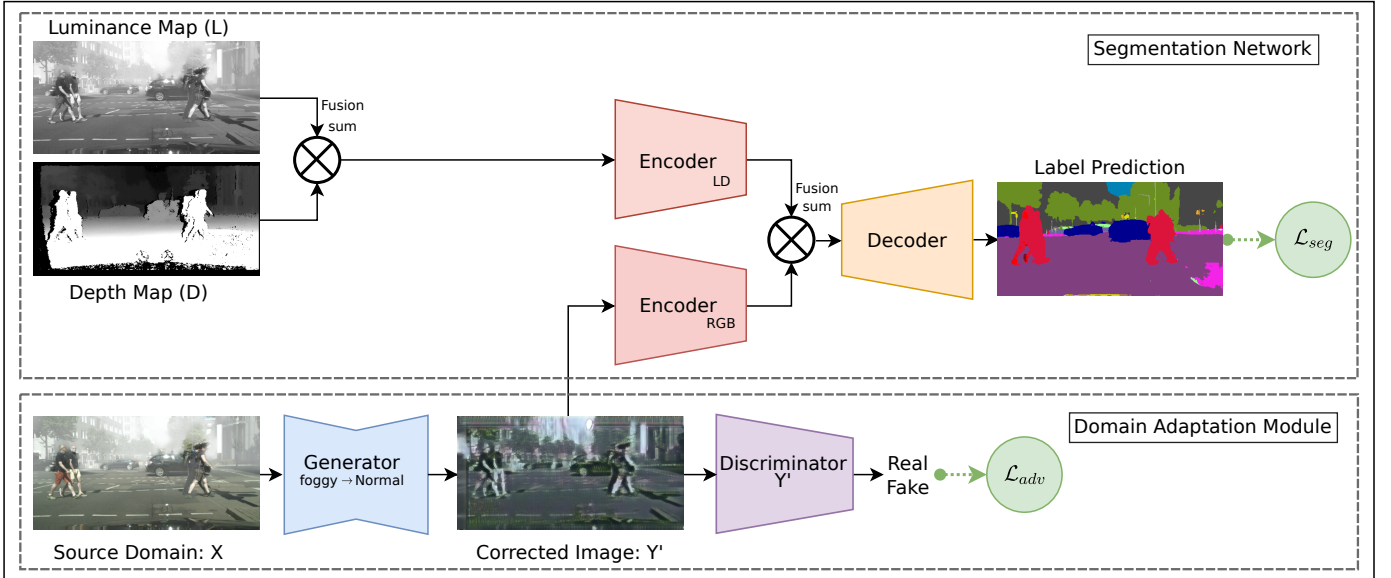 Luminance Map (L)
Segmentation Network
Fusion
sum
Encoder
LD
Label Prediction
Fusion
sum
Decoder
ℒseg
Depth Map (D)
Encoder
RGB
Domain Adaptation Module
Generator
foggy→Normal
Discriminator
Y'
Real
Fake
ℒadv
Source Domain: X
Corrected Image: Y'